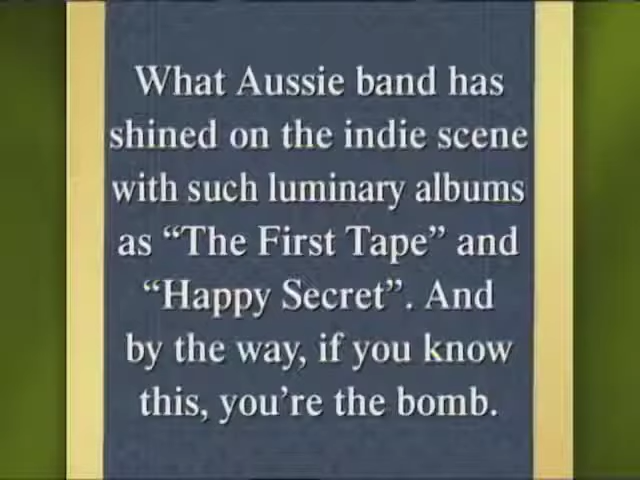 What Aussie band has
shined on the indie scene
with such luminary albums
as “The First Tape” and
“Happy Secret”. And
by the way, if you know
this, you’re the bomb.